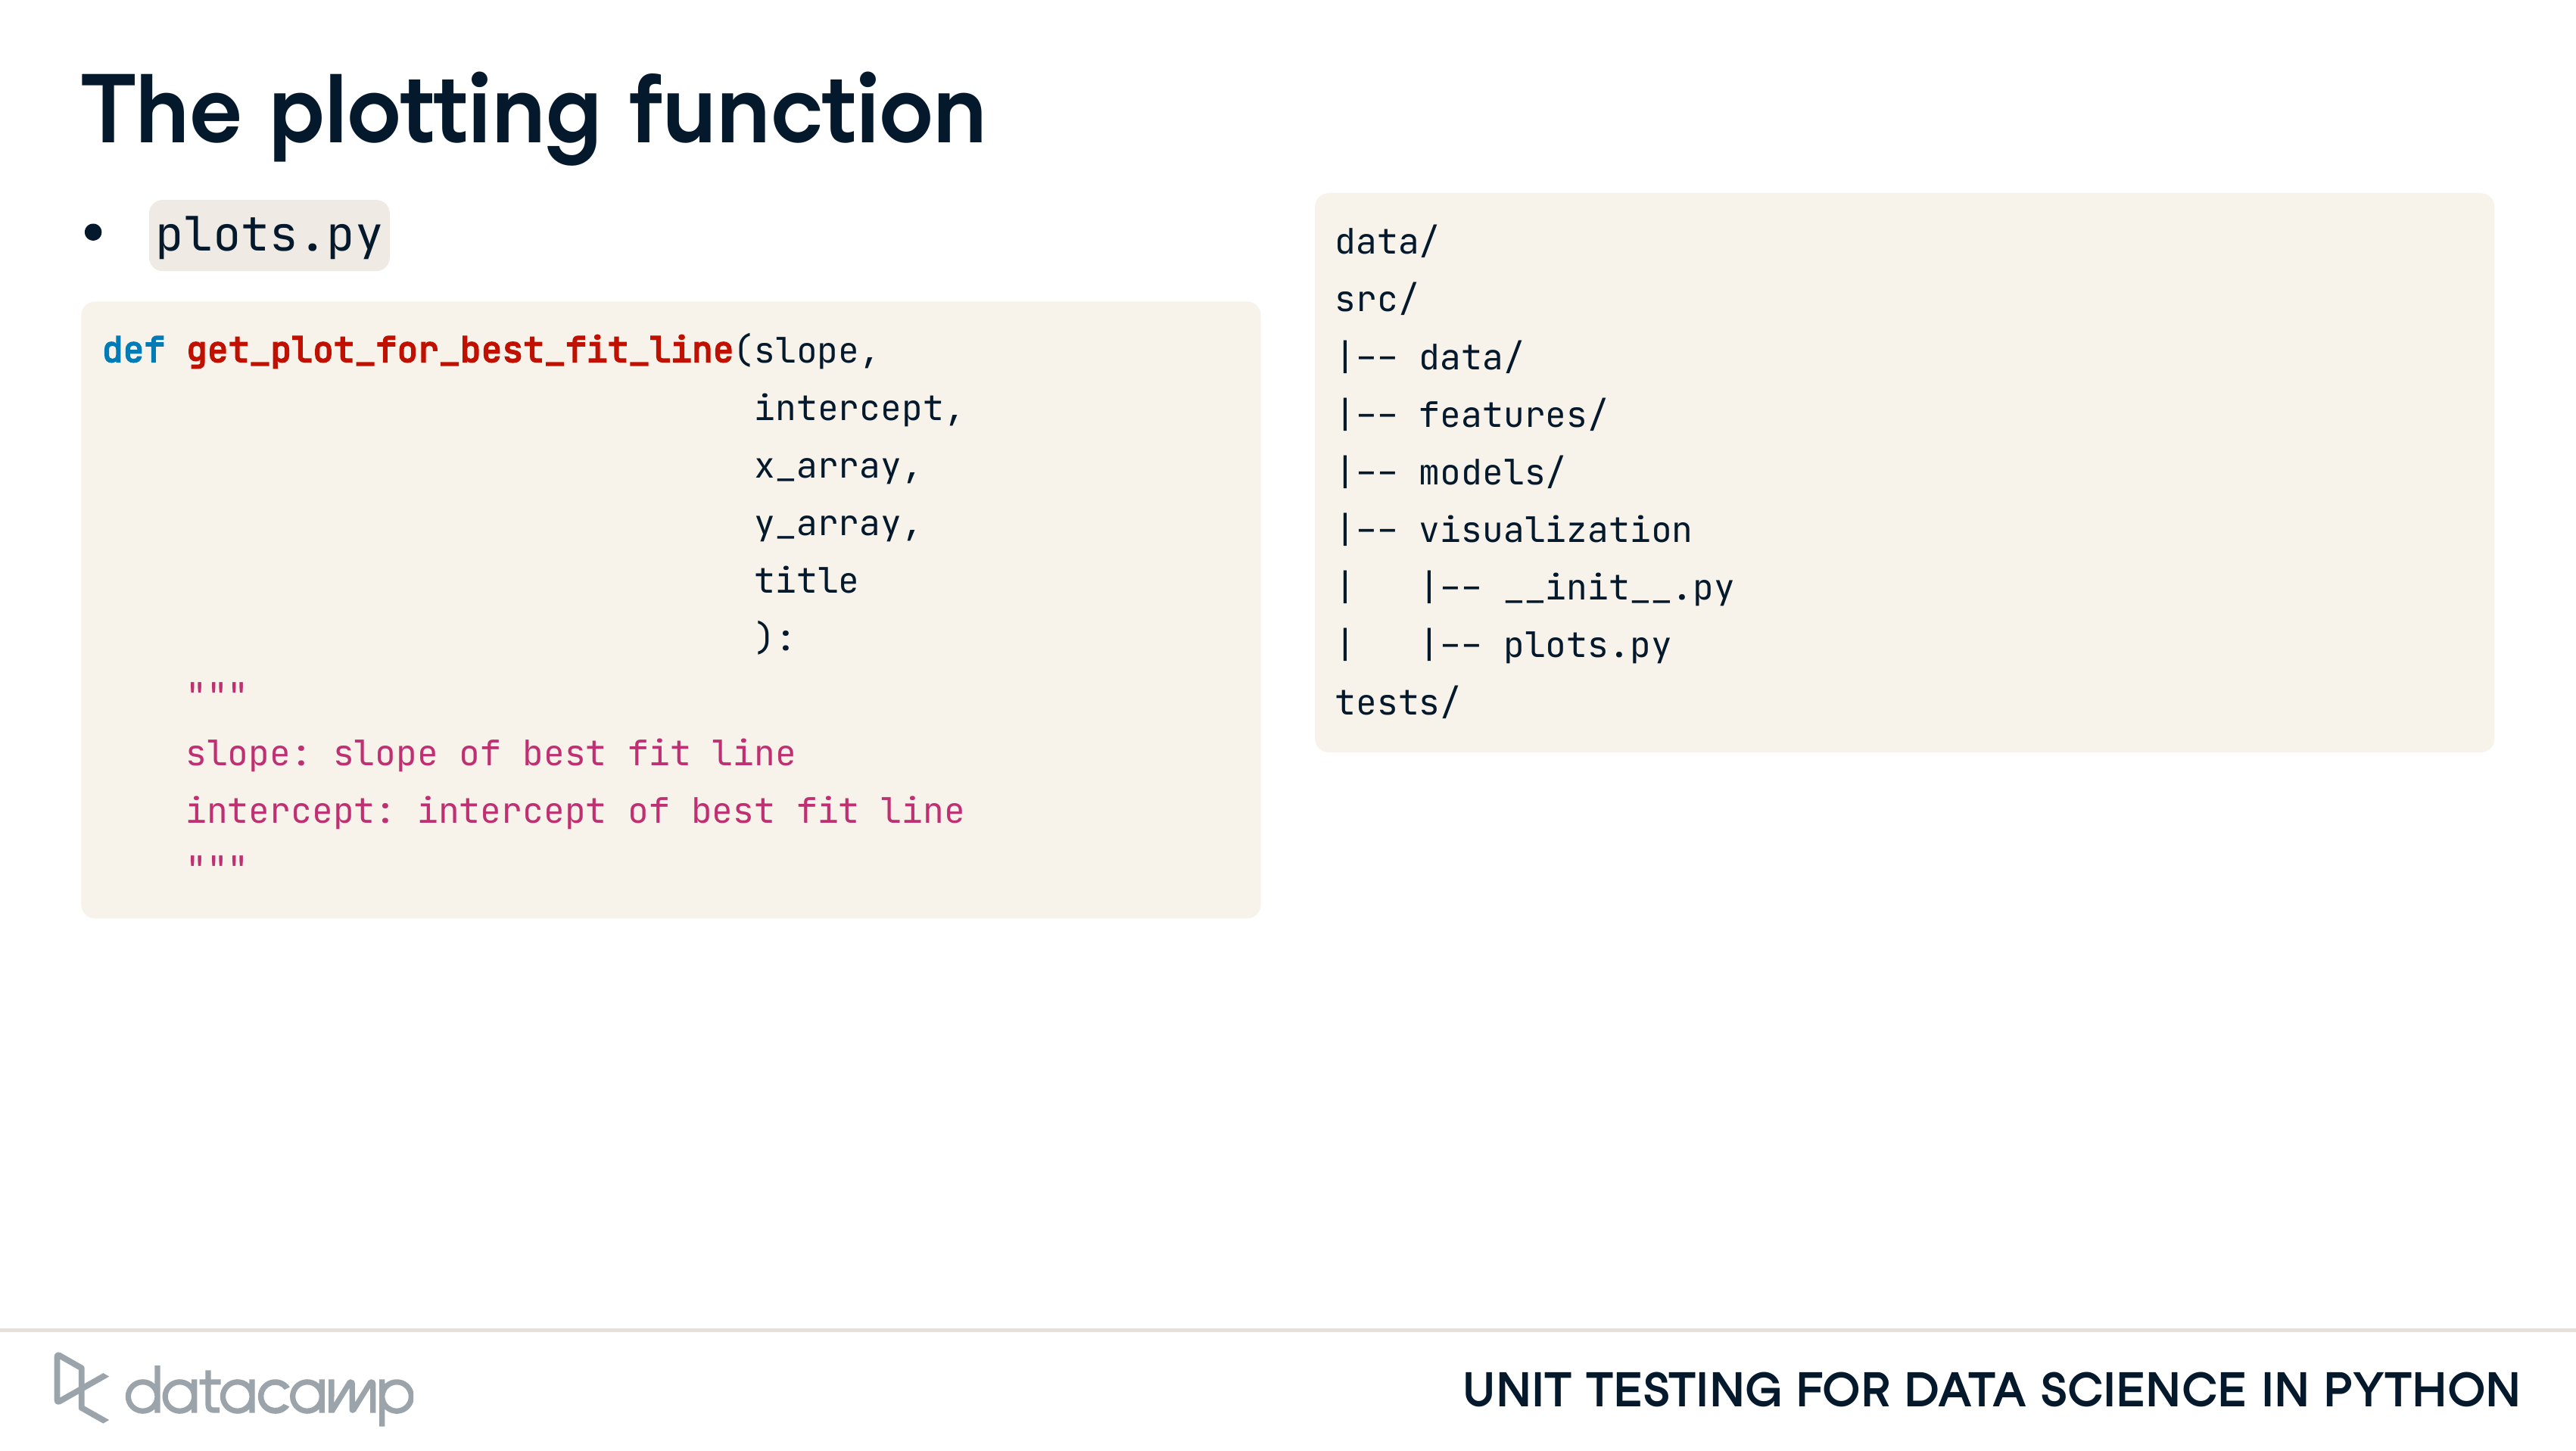 The plotting function
• plots.py
def get_plot_for_best_fit_line(slope,
                               intercept,
                               x_array,
                               y_array,
                               title
                               ):
    """
    slope: slope of best fit line
    intercept: intercept of best fit line
    """
data/
src/
|-- data/
|-- features/
|-- models/
|-- visualization
|   |-- __init__.py
|   |-- plots.py
tests/
datacamp
UNIT TESTING FOR DATA SCIENCE IN PYTHON